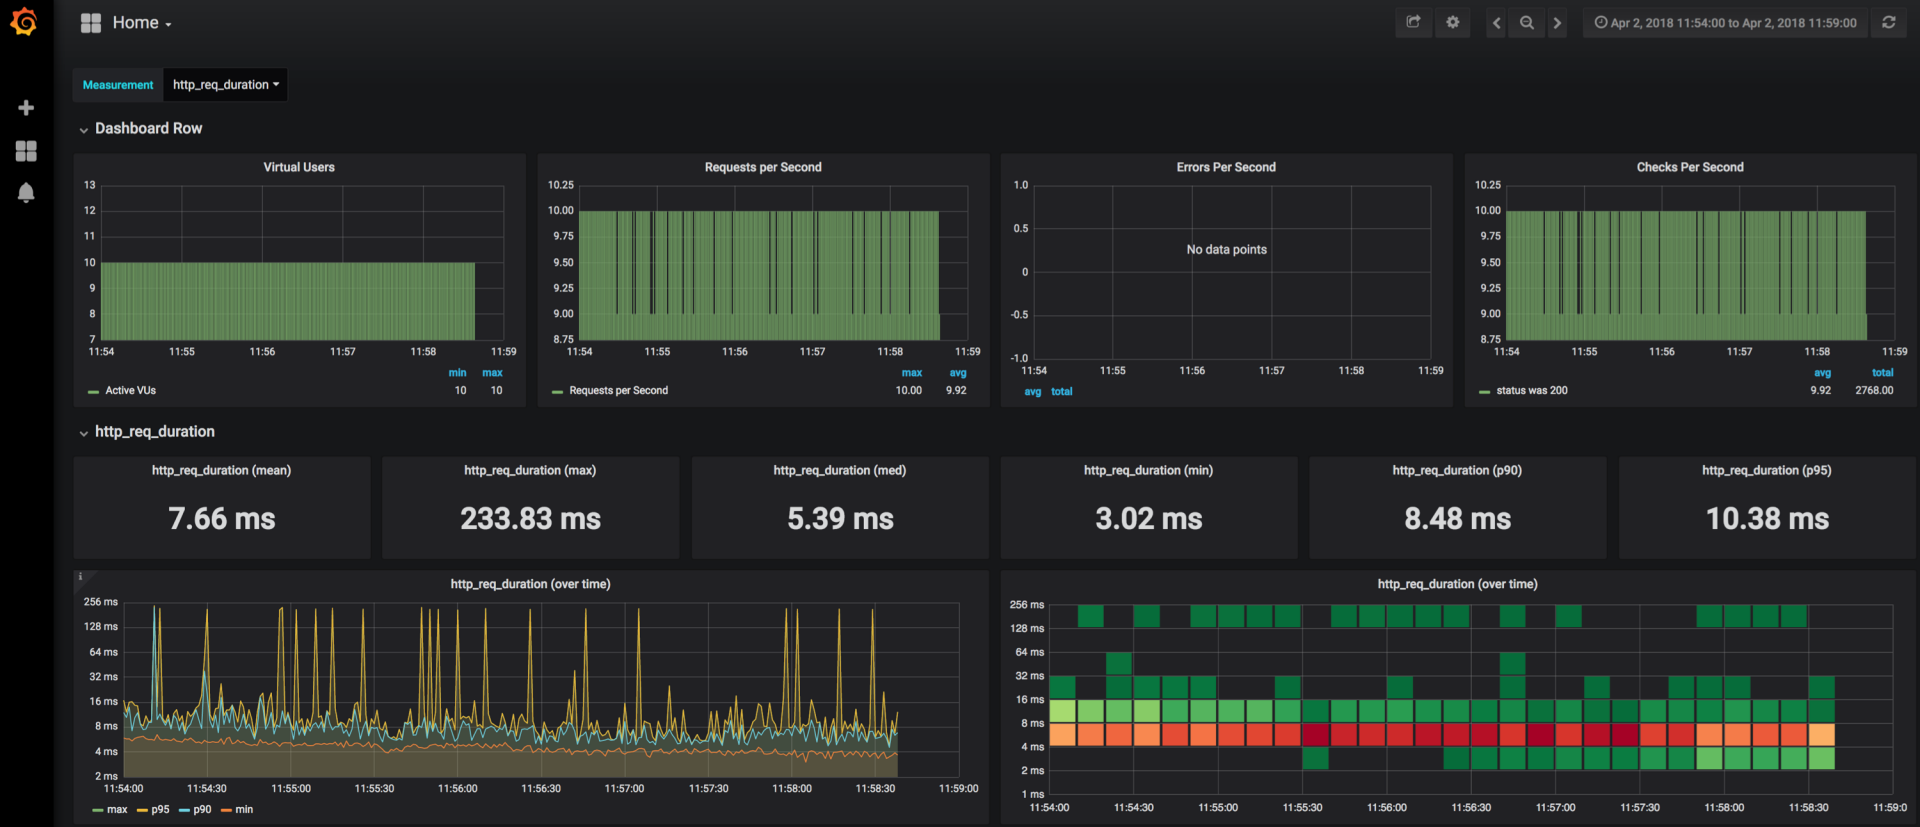 Home
Apr 2, 2018 11:54:00 to Apr 2, 2018 11:59:00
Measurement http_req_duration
Dashboard Row
Virtual Users
13
12
11
10
9
8
7
11:54 11:55 11:56 11:57 11:58 11:59
min max
Active VUs 10 10
Requests per Second
10.25
10.00
9.75
9.50
9.25
9.00
8.75
11:54 11:55 11:56 11:57 11:58 11:59
max avg
Requests per Second 10.00 9.92
Errors Per Second
1.0
0.5
No data points
0
-0.5
-1.0
11:54 11:55 11:56 11:57 11:58 11:59
avg total
Checks Per Second
10.25
10.00
9.75
9.50
9.25
9.00
8.75
11:54 11:55 11:56 11:57 11:58 11:59
avg total
status was 200 9.92 2768.00
http_req_duration
http_req_duration (mean)
7.66 ms
http_req_duration (max)
233.83 ms
http_req_duration (med)
5.39 ms
http_req_duration (min)
3.02 ms
http_req_duration (p90)
8.48 ms
http_req_duration (p95)
10.38 ms
i
http_req_duration (over time)
256 ms
128 ms
64 ms
32 ms
16 ms
8 ms
4 ms
2 ms
11:54:00 11:54:30 11:55:00 11:55:30 11:56:00 11:56:30 11:57:00 11:57:30 11:58:00 11:58:30 11:59:00
max p95 p90 min
http_req_duration (over time)
256 ms
128 ms
64 ms
32 ms
16 ms
8 ms
4 ms
2 ms
1 ms
11:54:00 11:54:30 11:55:00 11:55:30 11:56:00 11:56:30 11:57:00 11:57:30 11:58:00 11:58:30 11:59:0